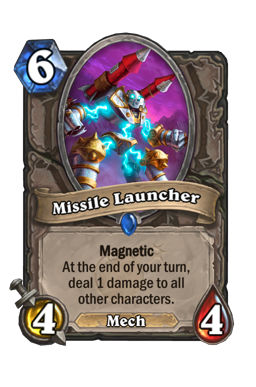 6
Missile Launcher
Magnetic
At the end of your turn,
deal 1 damage to all
other characters.
4
Mech
4